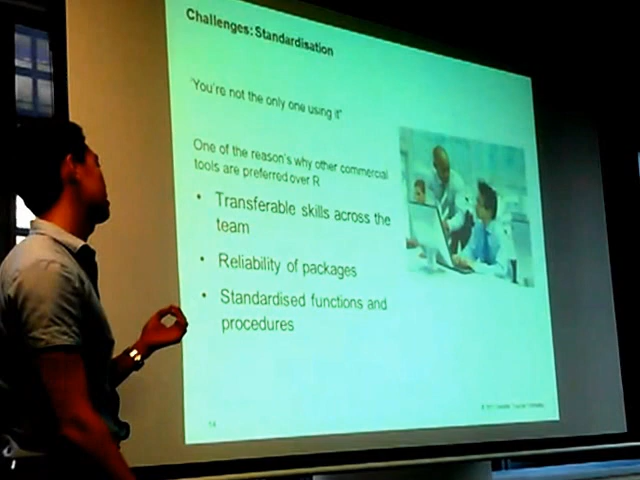 Challenges: Standardisation
"You're not the only one using it"
One of the reason's why other commercial
tools are preferred over R
• Transferable skills across the
team
• Reliability of packages
• Standardised functions and
procedures
14